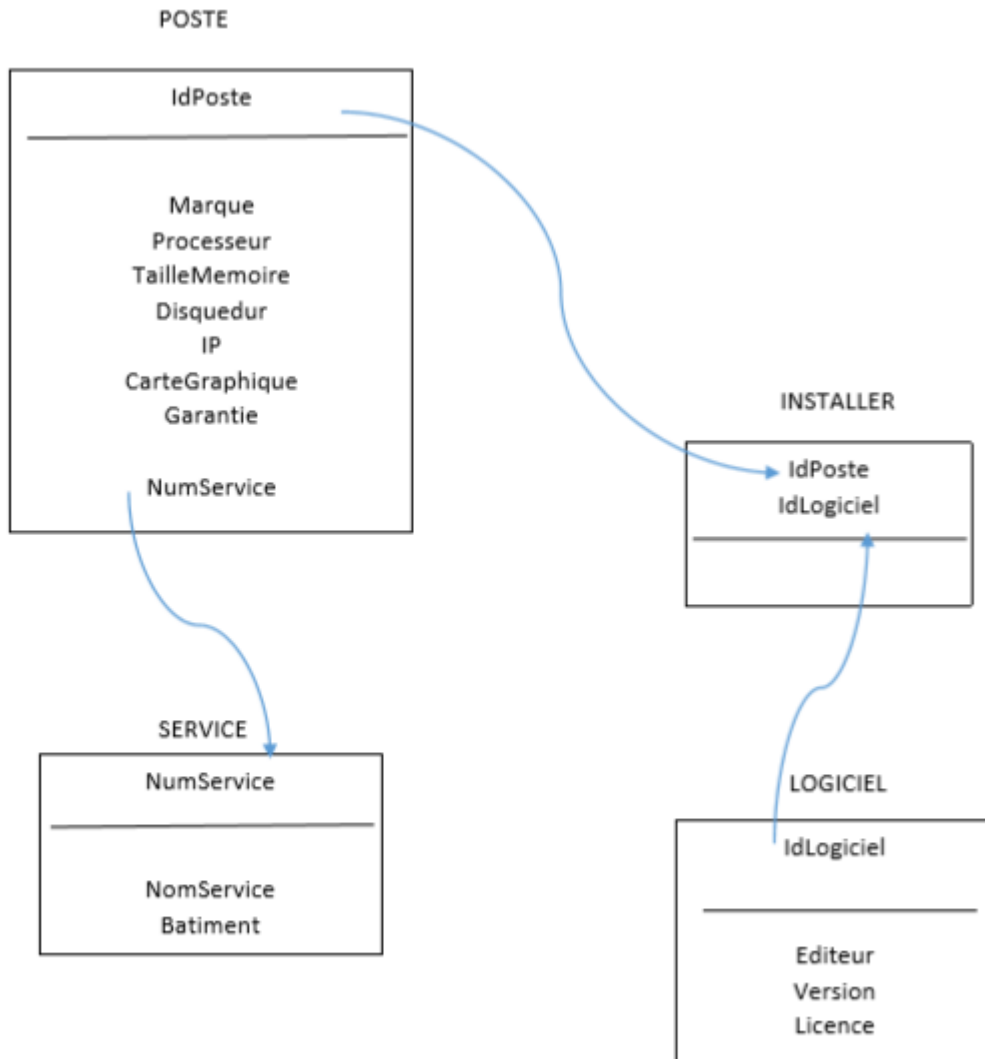 POSTE
IdPoste
Marque
Processeur
TailleMemoire
Disquedur
IP
CarteGraphique
Garantie
NumService
INSTALLER
IdPoste
IdLogiciel
SERVICE
NumService
NomService
Batiment
LOGICIEL
IdLogiciel
Editeur
Version
Licence